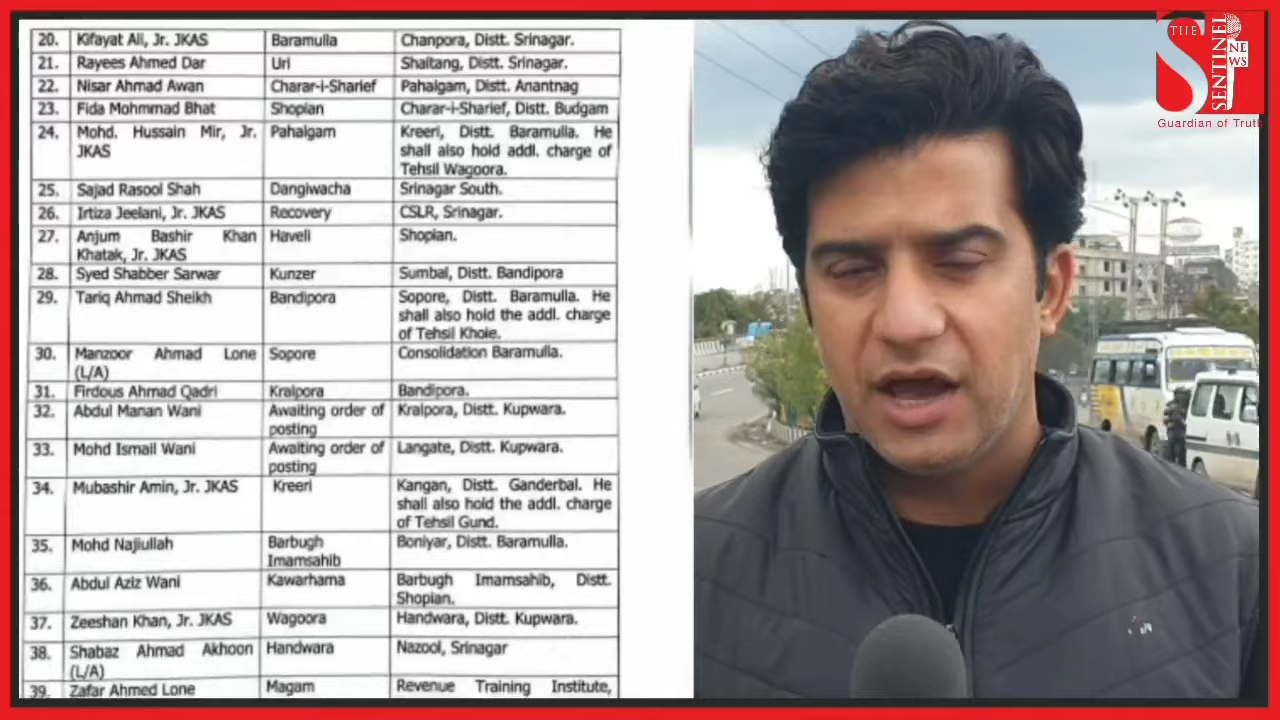 20. Kifayat Ali, Jr. JKAS Baramulla Chanpora, Distt. Srinagar.
21. Rayees Ahmed Dar Uri Shaltang, Distt. Srinagar.
22. Nisar Ahmad Awan Charar-i-Sharief Pahalgam, Distt. Anantnag
23. Fida Mohmmad Bhat Shopian Charar-i-Sharief, Distt. Budgam
24. Mohd. Hussain Mir, Jr. Pahalgam Kreeri, Distt. Baramulla. He
JKAS shall also hold addl. charge of
Tehsil Wagoora.
25. Sajad Rasool Shah Dangiwacha Srinagar South.
26. Irtiza Jeelani, Jr. JKAS Recovery CSLR, Srinagar.
27. Anjum Bashir Khan Haveli Shopian.
Khatak, Jr. JKAS
28. Syed Shabber Sarwar Kunzer Sumbal, Distt. Bandipora
29. Tariq Ahmad Sheikh Bandipora Sopore, Distt. Baramulla. He
shall also hold the addl. charge
of Tehsil Khoie.
30. Manzoor Ahmad Lone Sopore Consolidation Baramulla.
(L/A)
31. Firdous Ahmad Qadri Kralpora Bandipora.
32. Abdul Manan Wani Awaiting order of Kralpora, Distt. Kupwara.
posting
33. Mohd Ismail Wani Awaiting order of Langate, Distt. Kupwara.
posting
34. Mubashir Amin, Jr. JKAS Kreeri Kangan, Distt. Ganderbal. He
shall also hold the addl. charge
of Tehsil Gund.
35. Mohd Najiullah Barbugh Boniyar, Distt. Baramulla.
Imamsahib
36. Abdul Aziz Wani Kawarhama Barbugh Imamsahib, Distt.
Shopian.
37. Zeeshan Khan, Jr. JKAS Wagoora Handwara, Distt. Kupwara.
38. Shabaz Ahmad Akhoon Handwara Nazool, Srinagar
(L/A)
39. Zafar Ahmed Lone Magam Revenue Training Institute,
THE
SENTINEL
NEWS
Guardian of Truth